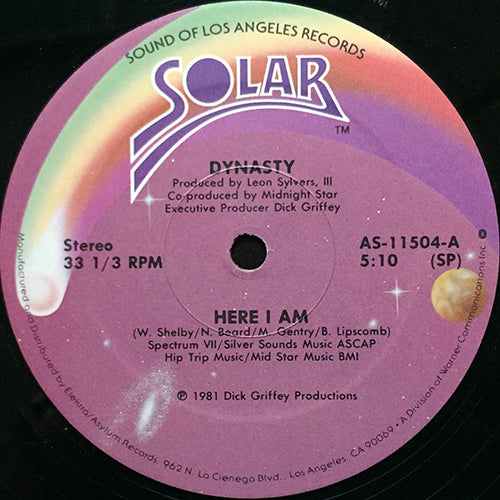 SOUND OF LOS ANGELES RECORDS
SOLAR
TM
DYNASTY
Produced by Leon Sylvers, III
Co-produced by Midnight Star
Executive Producer Dick Griffey
Stereo
33 1/3 RPM
AS-11504-A
5:10 (SP)
HERE I AM
(W. Shelby/N. Beard/M. Gentry/B. Lipscomb)
Spectrum VII/Silver Sounds Music ASCAP
Hip Trip Music/Mid Star Music BMI
℗ 1981 Dick Griffey Productions
Manufactured and Distributed by Elektra/Asylum Records, 962 N. La Cienega Blvd., Los Angeles, CA 90069 • A Division of Warner Communications Inc.